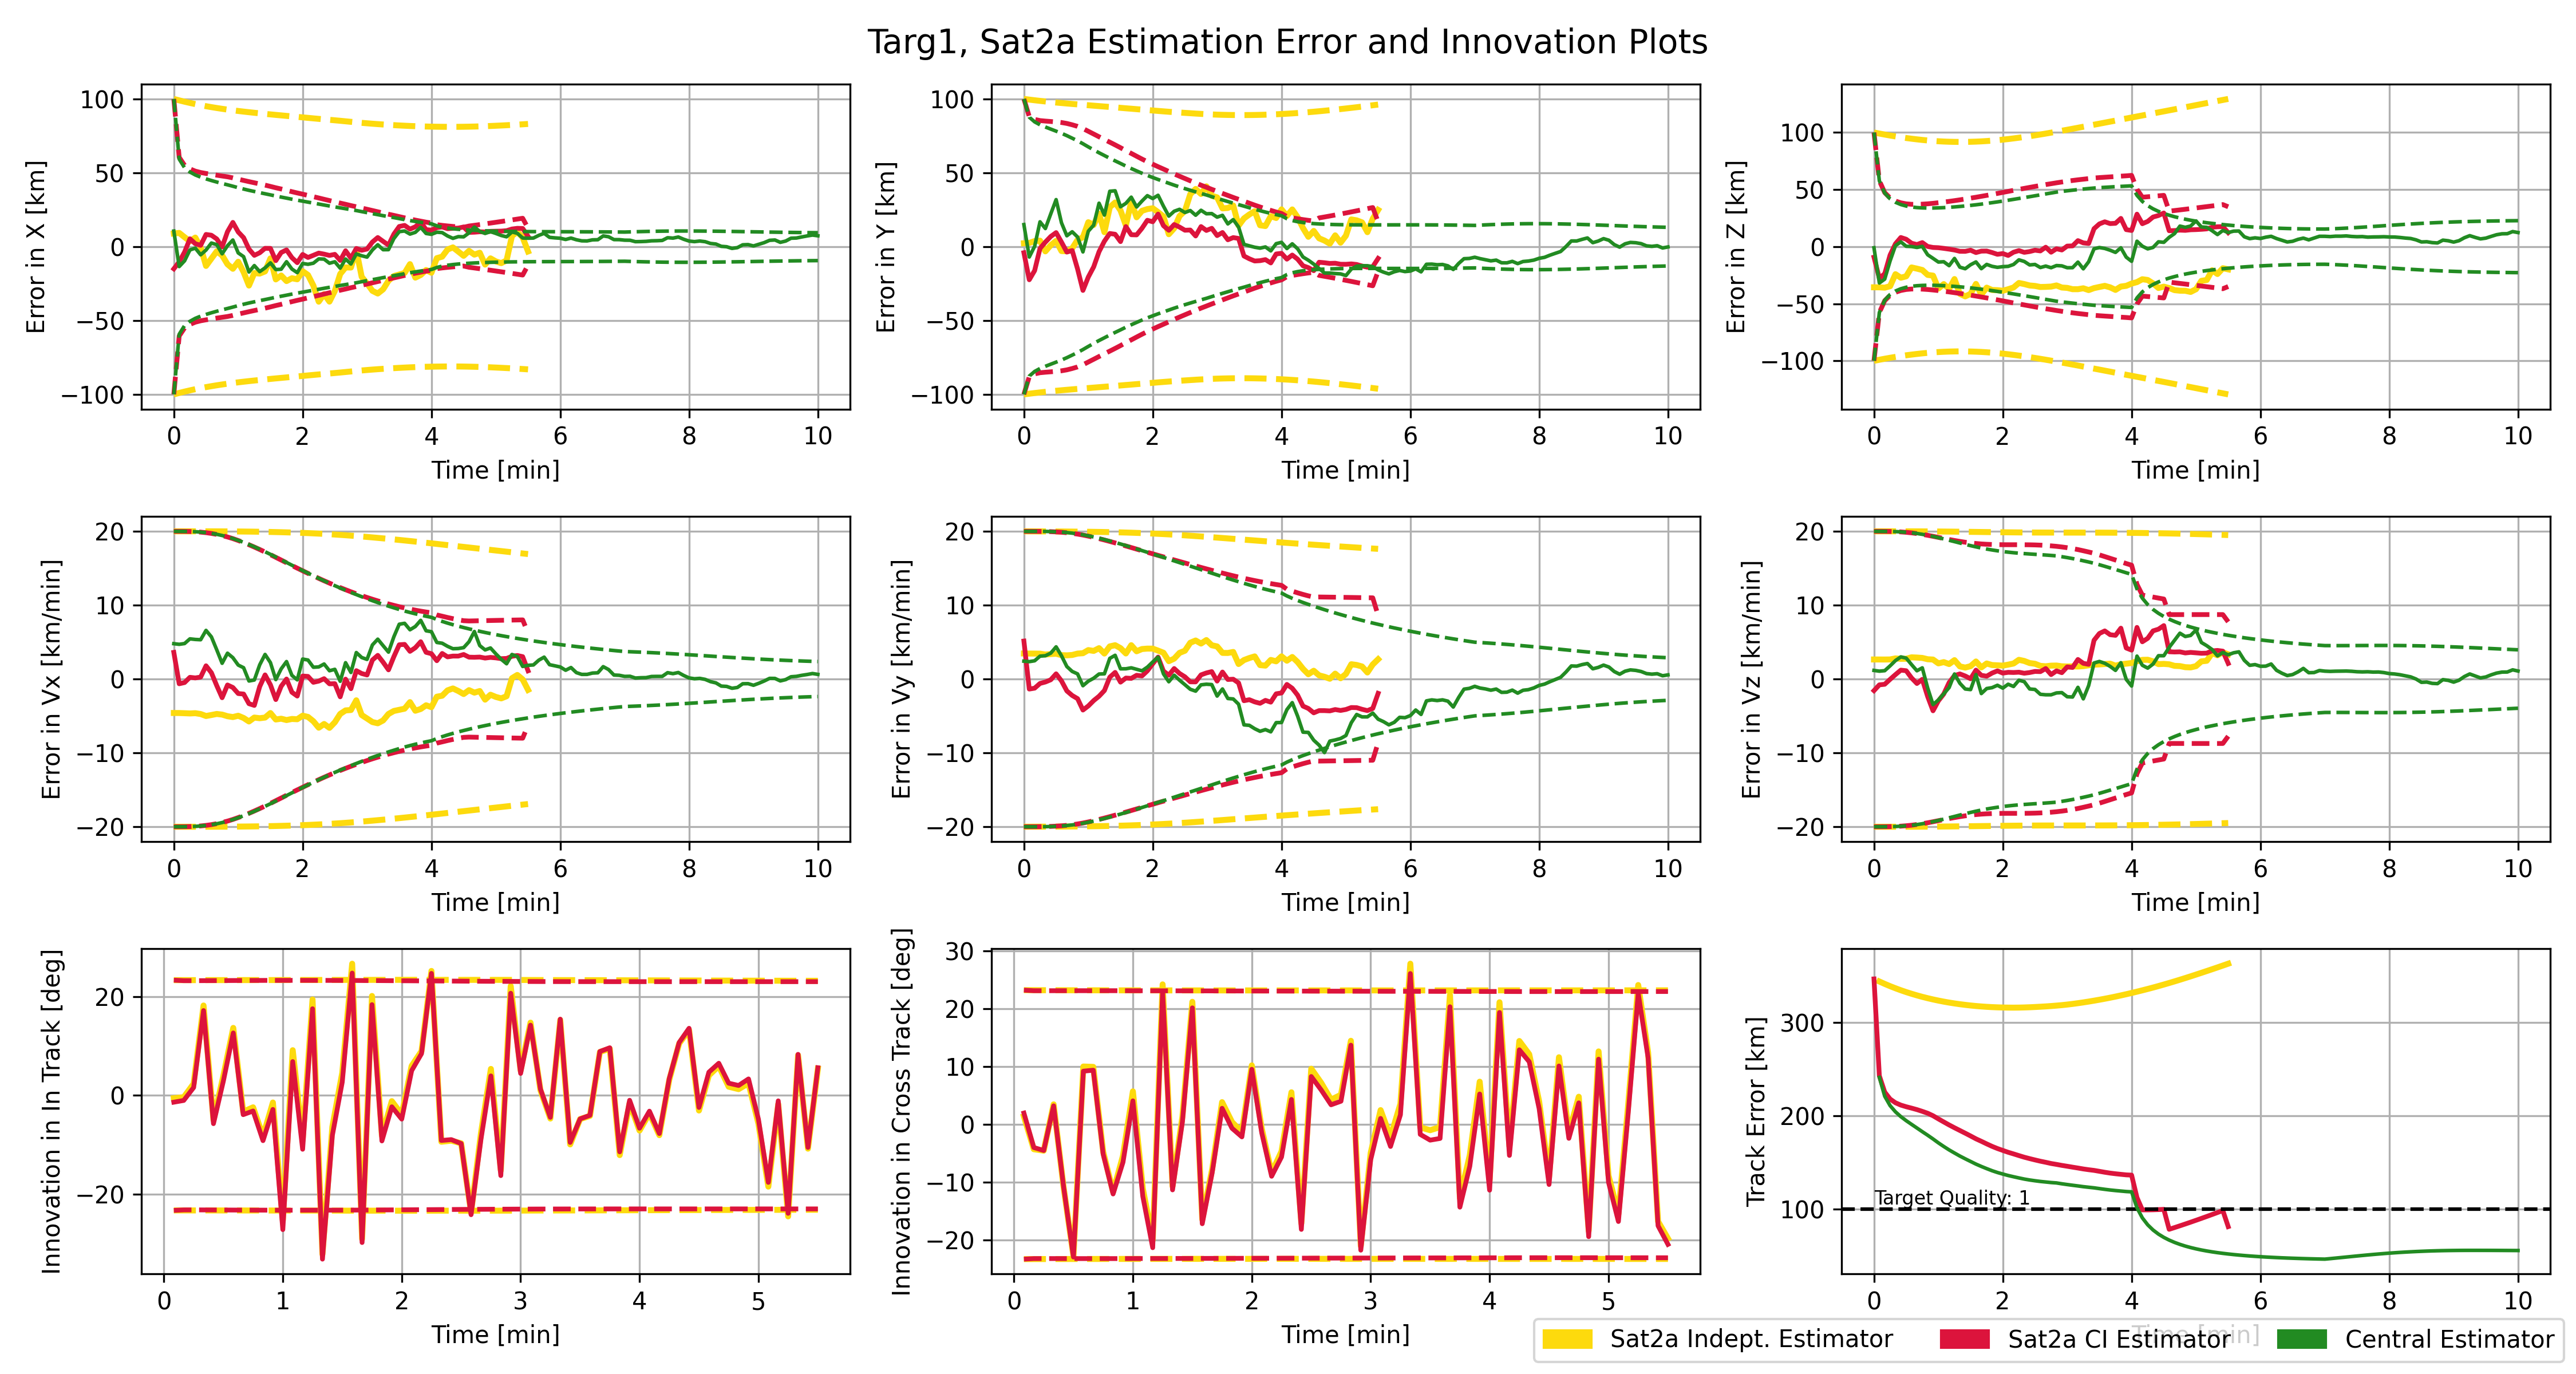 Targ1, Sat2a Estimation Error and Innovation Plots
Error in X [km]
100
50
0
−50
−100
0 2 4 6 8 10
Time [min]
Error in Y [km]
100
50
0
−50
−100
0 2 4 6 8 10
Time [min]
Error in Z [km]
100
50
0
−50
−100
0 2 4 6 8 10
Time [min]
Error in Vx [km/min]
20
10
0
−10
−20
0 2 4 6 8 10
Time [min]
Error in Vy [km/min]
20
10
0
−10
−20
0 2 4 6 8 10
Time [min]
Error in Vz [km/min]
20
10
0
−10
−20
0 2 4 6 8 10
Time [min]
Innovation in In Track [deg]
20
0
−20
0 1 2 3 4 5
Time [min]
Innovation in Cross Track [deg]
30
20
10
0
−10
−20
0 1 2 3 4 5
Time [min]
Track Error [km]
300
200
100
Target Quality: 1
0 2 4 6 8 10
Time [min]
Sat2a Indept. Estimator Sat2a CI Estimator Central Estimator